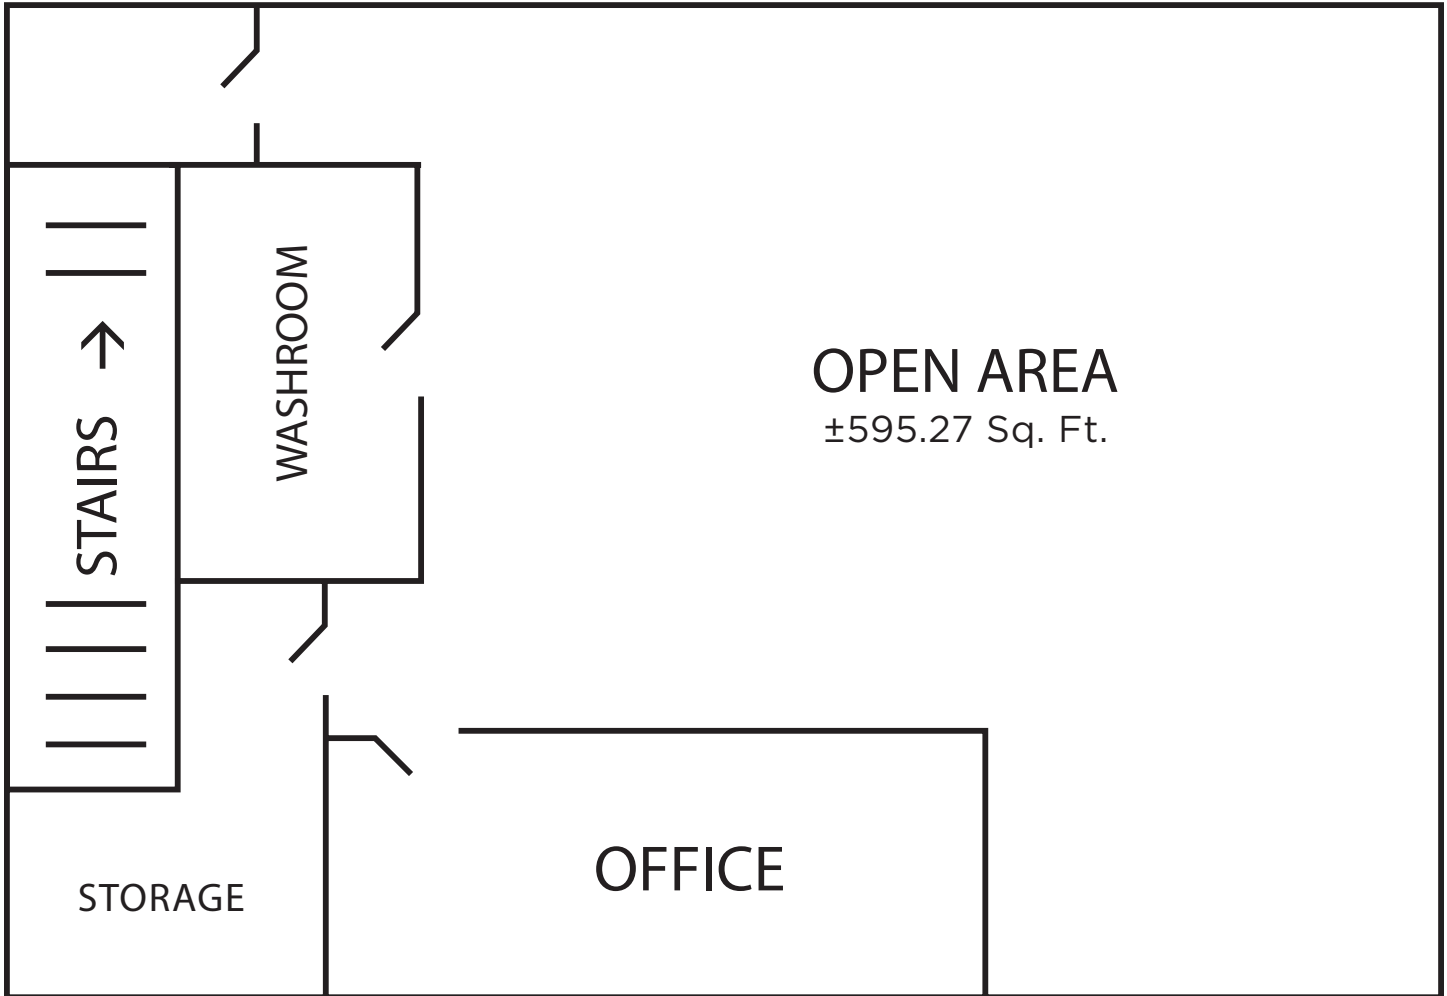 WASHROOM
STAIRS
OPEN AREA
±595.27 Sq. Ft.
OFFICE
STORAGE